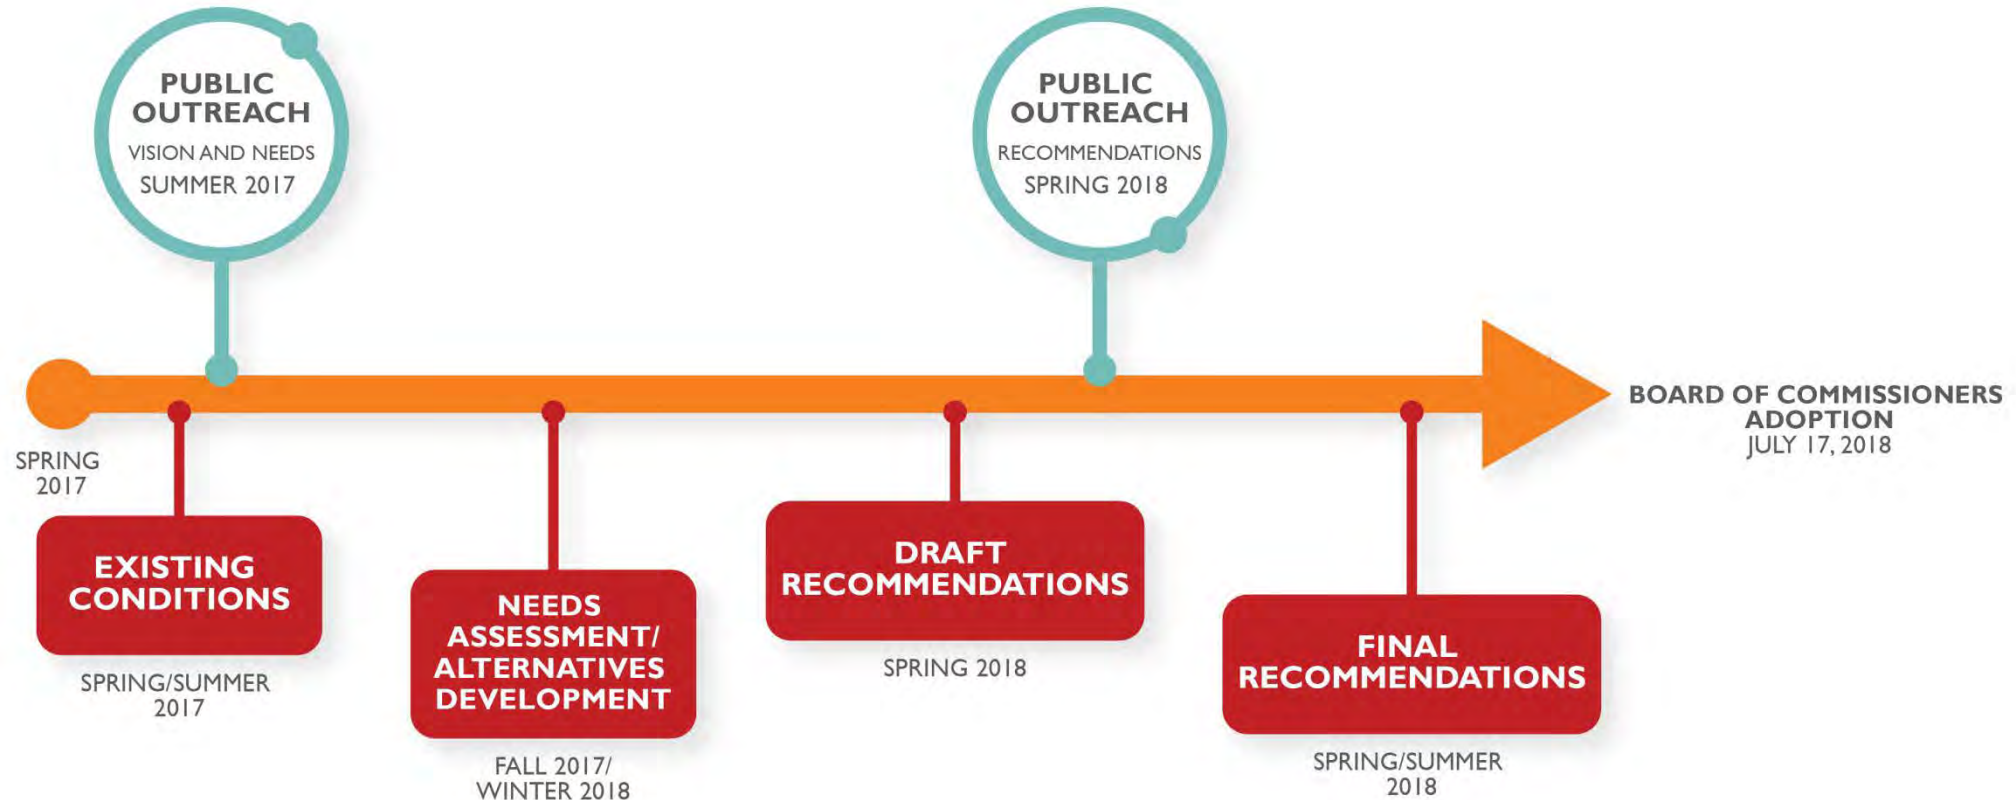 PUBLIC
OUTREACH
VISION AND NEEDS
SUMMER 2017
PUBLIC
OUTREACH
RECOMMENDATIONS
SPRING 2018
SPRING
2017
BOARD OF COMMISSIONERS
ADOPTION
JULY 17, 2018
EXISTING
CONDITIONS
SPRING/SUMMER
2017
NEEDS
ASSESSMENT/
ALTERNATIVES
DEVELOPMENT
FALL 2017/
WINTER 2018
DRAFT
RECOMMENDATIONS
SPRING 2018
FINAL
RECOMMENDATIONS
SPRING/SUMMER
2018